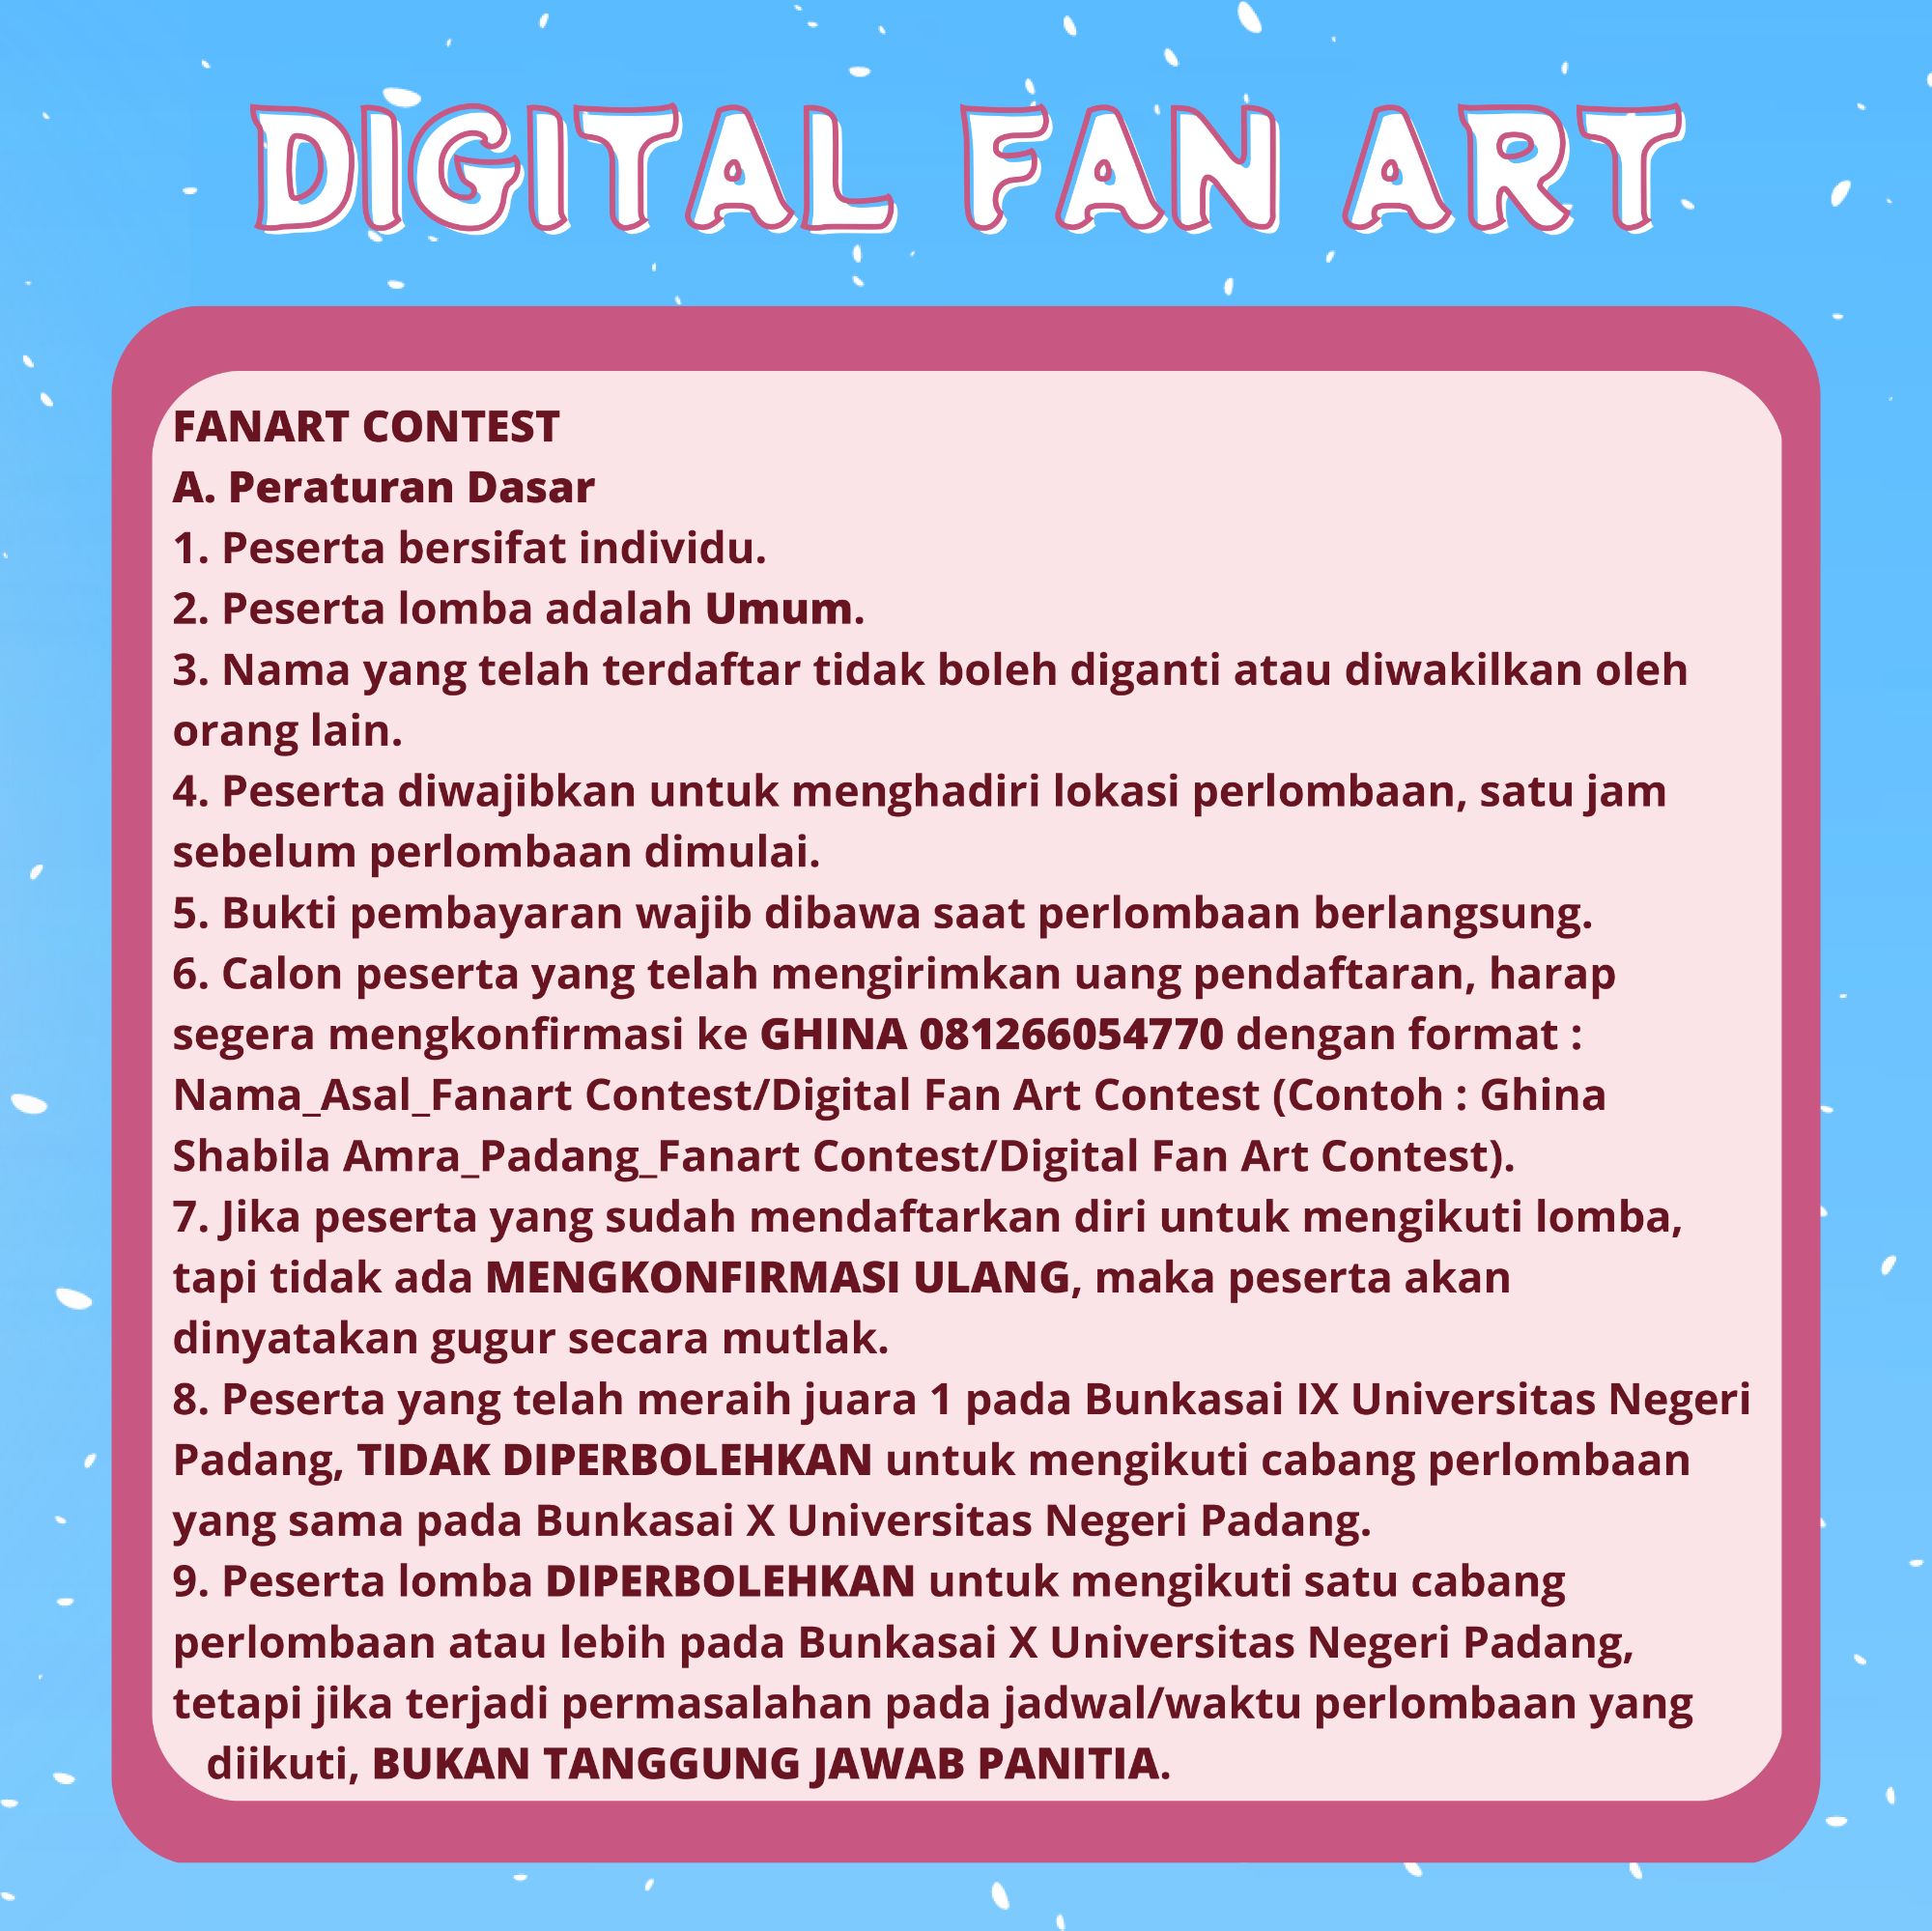 DIGITAL FAN ART
FANART CONTEST
A. Peraturan Dasar
1. Peserta bersifat individu.
2. Peserta lomba adalah Umum.
3. Nama yang telah terdaftar tidak boleh diganti atau diwakilkan oleh
orang lain.
4. Peserta diwajibkan untuk menghadiri lokasi perlombaan, satu jam
sebelum perlombaan dimulai.
5. Bukti pembayaran wajib dibawa saat perlombaan berlangsung.
6. Calon peserta yang telah mengirimkan uang pendaftaran, harap
segera mengkonfirmasi ke GHINA 081266054770 dengan format :
Nama_Asal_Fanart Contest/Digital Fan Art Contest (Contoh : Ghina
Shabila Amra_Padang_Fanart Contest/Digital Fan Art Contest).
7. Jika peserta yang sudah mendaftarkan diri untuk mengikuti lomba,
tapi tidak ada MENGKONFIRMASI ULANG, maka peserta akan
dinyatakan gugur secara mutlak.
8. Peserta yang telah meraih juara 1 pada Bunkasai IX Universitas Negeri
Padang, TIDAK DIPERBOLEHKAN untuk mengikuti cabang perlombaan
yang sama pada Bunkasai X Universitas Negeri Padang.
9. Peserta lomba DIPERBOLEHKAN untuk mengikuti satu cabang
perlombaan atau lebih pada Bunkasai X Universitas Negeri Padang,
tetapi jika terjadi permasalahan pada jadwal/waktu perlombaan yang
diikuti, BUKAN TANGGUNG JAWAB PANITIA.